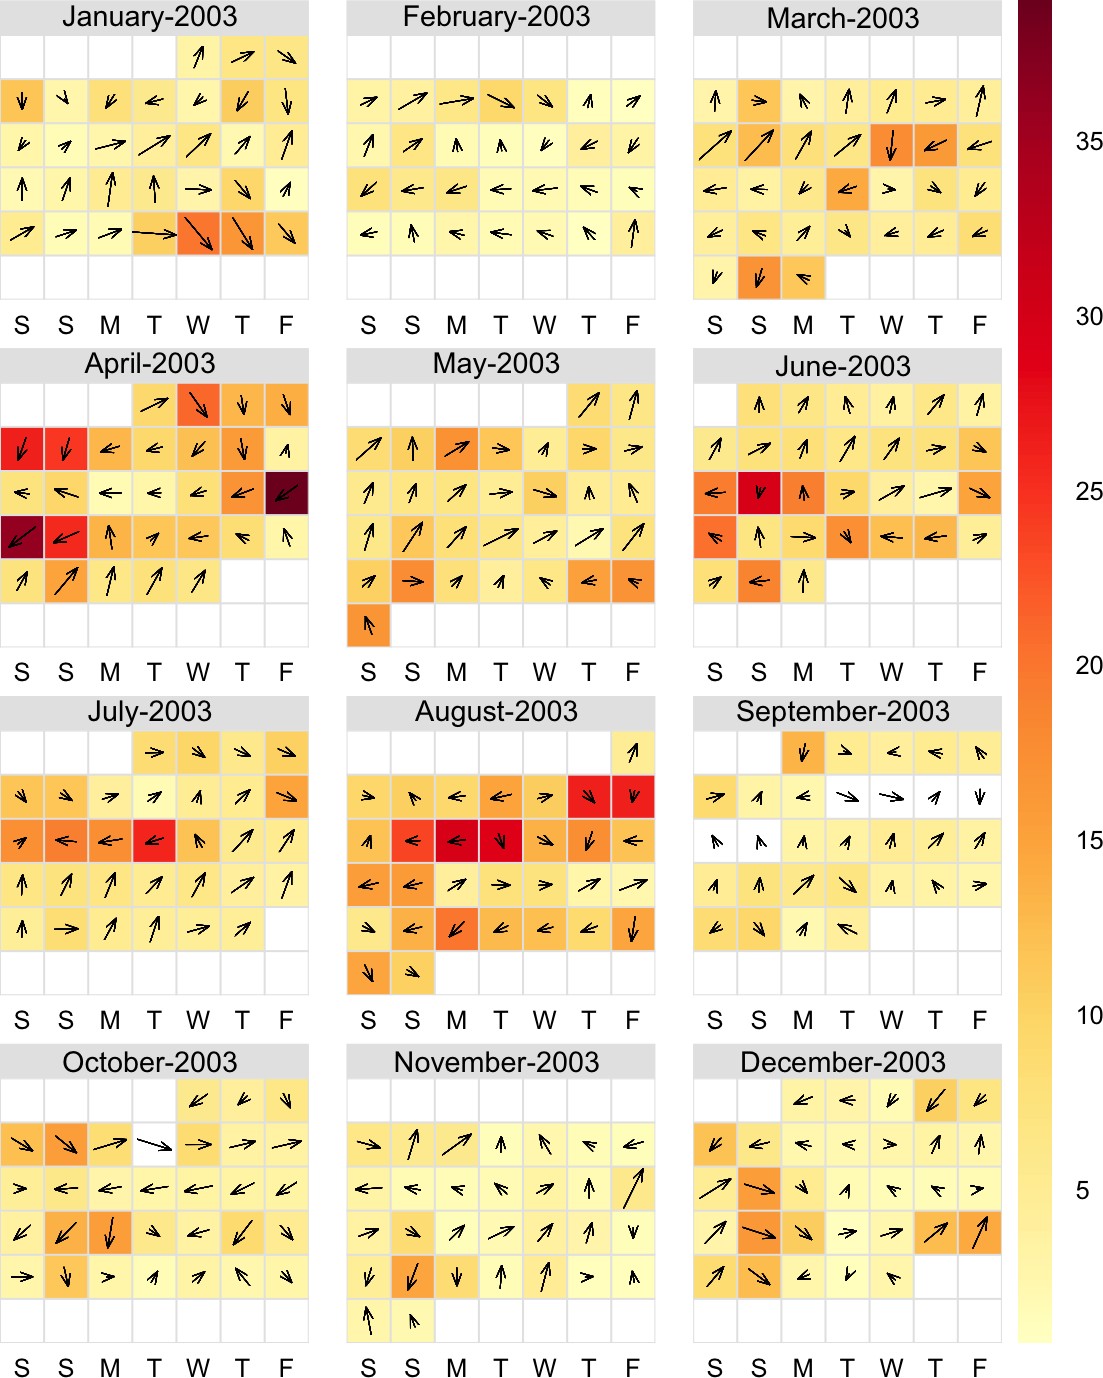 January-2003 February-2003 March-2003
35
S S M T W T F S S M T W T F S S M T W T F
30
April-2003 May-2003 June-2003
25
20
S S M T W T F S S M T W T F S S M T W T F
July-2003 August-2003 September-2003
15
10
S S M T W T F S S M T W T F S S M T W T F
October-2003 November-2003 December-2003
5
S S M T W T F S S M T W T F S S M T W T F